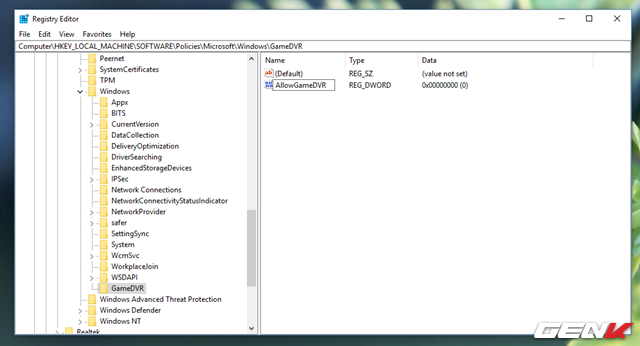 Registry Editor
File Edit View Favorites Help
Computer\HKEY_LOCAL_MACHINE\SOFTWARE\Policies\Microsoft\Windows\GameDVR
Peernet
SystemCertificates
TPM
Windows
Appx
BITS
CurrentVersion
DataCollection
DeliveryOptimization
DriverSearching
EnhancedStorageDevices
IPSec
Network Connections
NetworkConnectivityStatusIndicator
NetworkProvider
safer
SettingSync
System
WcmSvc
WorkplaceJoin
WSDAPI
GameDVR
Windows Advanced Threat Protection
Windows Defender
Windows NT
Realtek
Name Type Data
ab (Default) REG_SZ (value not set)
AllowGameDVR REG_DWORD 0x00000000 (0)
GENK